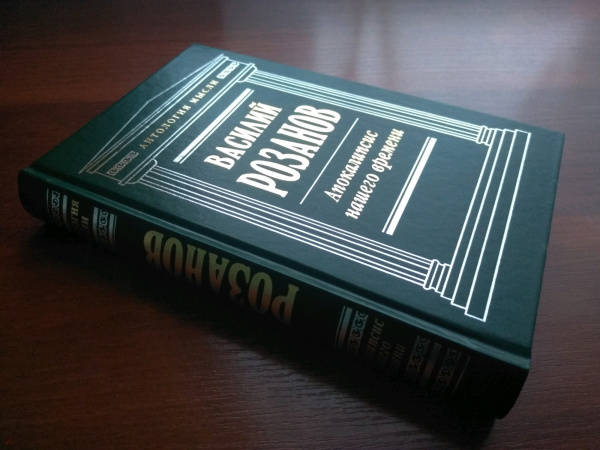 АНТОЛОГИЯ МЫСЛИ
ВАСИЛИЙ
РОЗАНОВ
Апокалипсис
нашего времени
РОЗАНОВ